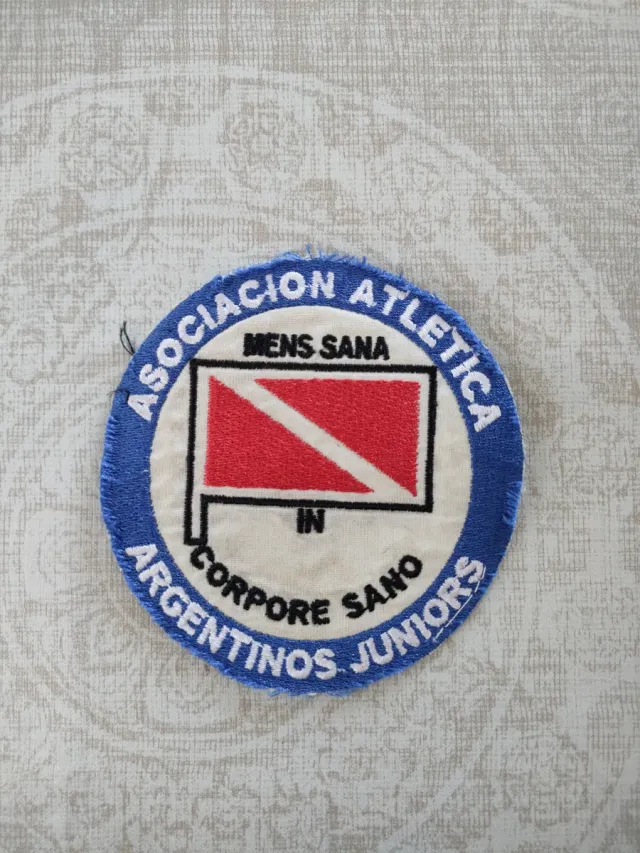 ASOCIACION ATLETICA
MENS SANA
IN
CORPORE SANO
ARGENTINOS JUNIORS